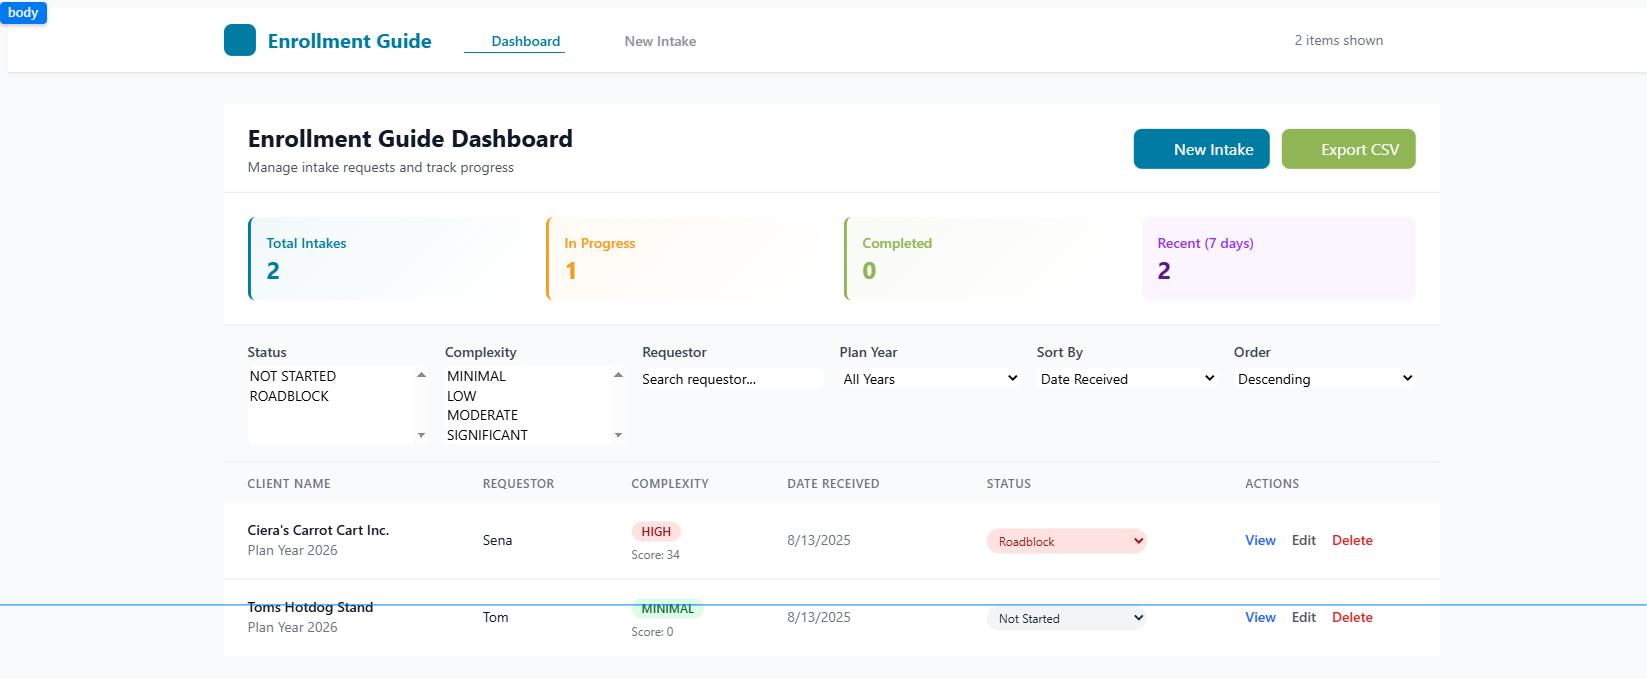 body
Enrollment Guide Dashboard New Intake 2 items shown
Enrollment Guide Dashboard
Manage intake requests and track progress
New Intake Export CSV
Total Intakes In Progress Completed Recent (7 days)
2 1 0 2
Status Complexity Requestor Plan Year Sort By Order
NOT STARTED MINIMAL Search requestor... All Years Date Received Descending
ROADBLOCK LOW
MODERATE
SIGNIFICANT
CLIENT NAME REQUESTOR COMPLEXITY DATE RECEIVED STATUS ACTIONS
Ciera's Carrot Cart Inc. Sena HIGH 8/13/2025 Roadblock View Edit Delete
Plan Year 2026 Score: 34
Toms Hotdog Stand Tom MINIMAL 8/13/2025 Not Started View Edit Delete
Plan Year 2026 Score: 0